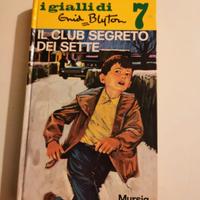 i gialli di 7
Enid Blyton
IL CLUB SEGRETO
DEI SETTE
Mursia